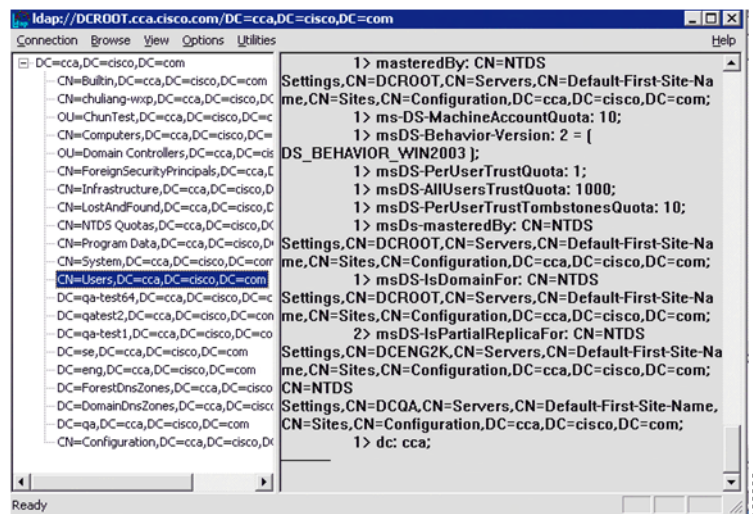 ldap://DCROOT.cca.cisco.com/DC=cca,DC=cisco,DC=com
Connection Browse View Options Utilities Help
DC=cca,DC=cisco,DC=com
CN=Builtin,DC=cca,DC=cisco,DC=com
CN=chuliang-wxp,DC=cca,DC=cisco,DC
OU=ChunTest,DC=cca,DC=cisco,DC=c
CN=Computers,DC=cca,DC=cisco,DC=
OU=Domain Controllers,DC=cca,DC=cis
CN=ForeignSecurityPrincipals,DC=cca,D
CN=Infrastructure,DC=cca,DC=cisco,D
CN=LostAndFound,DC=cca,DC=cisco,D
CN=NTDS Quotas,DC=cca,DC=cisco,DC
CN=Program Data,DC=cca,DC=cisco,D
CN=System,DC=cca,DC=cisco,DC=com
CN=Users,DC=cca,DC=cisco,DC=com
DC=qa-test64,DC=cca,DC=cisco,DC=c
DC=qatest2,DC=cca,DC=cisco,DC=con
DC=qa-test1,DC=cca,DC=cisco,DC=co
DC=se,DC=cca,DC=cisco,DC=com
DC=eng,DC=cca,DC=cisco,DC=com
DC=ForestDnsZones,DC=cca,DC=cisco
DC=DomainDnsZones,DC=cca,DC=cisc
DC=qa,DC=cca,DC=cisco,DC=com
CN=Configuration,DC=cca,DC=cisco,D
1> masteredBy: CN=NTDS
Settings,CN=DCROOT,CN=Servers,CN=Default-First-Site-Na
me,CN=Sites,CN=Configuration,DC=cca,DC=cisco,DC=com;
1> ms-DS-MachineAccountQuota: 10;
1> msDS-Behavior-Version: 2 = (
DS_BEHAVIOR_WIN2003 );
1> msDS-PerUserTrustQuota: 1;
1> msDS-AllUsersTrustQuota: 1000;
1> msDS-PerUserTrustTombstonesQuota: 10;
1> msDs-masteredBy: CN=NTDS
Settings,CN=DCROOT,CN=Servers,CN=Default-First-Site-Na
me,CN=Sites,CN=Configuration,DC=cca,DC=cisco,DC=com;
1> msDS-IsDomainFor: CN=NTDS
Settings,CN=DCROOT,CN=Servers,CN=Default-First-Site-Na
me,CN=Sites,CN=Configuration,DC=cca,DC=cisco,DC=com;
2> msDS-IsPartialReplicaFor: CN=NTDS
Settings,CN=DCENG2K,CN=Servers,CN=Default-First-Site-Na
me,CN=Sites,CN=Configuration,DC=cca,DC=cisco,DC=com;
CN=NTDS
Settings,CN=DCQA,CN=Servers,CN=Default-First-Site-Name,
CN=Sites,CN=Configuration,DC=cca,DC=cisco,DC=com;
1> dc: cca;
Ready